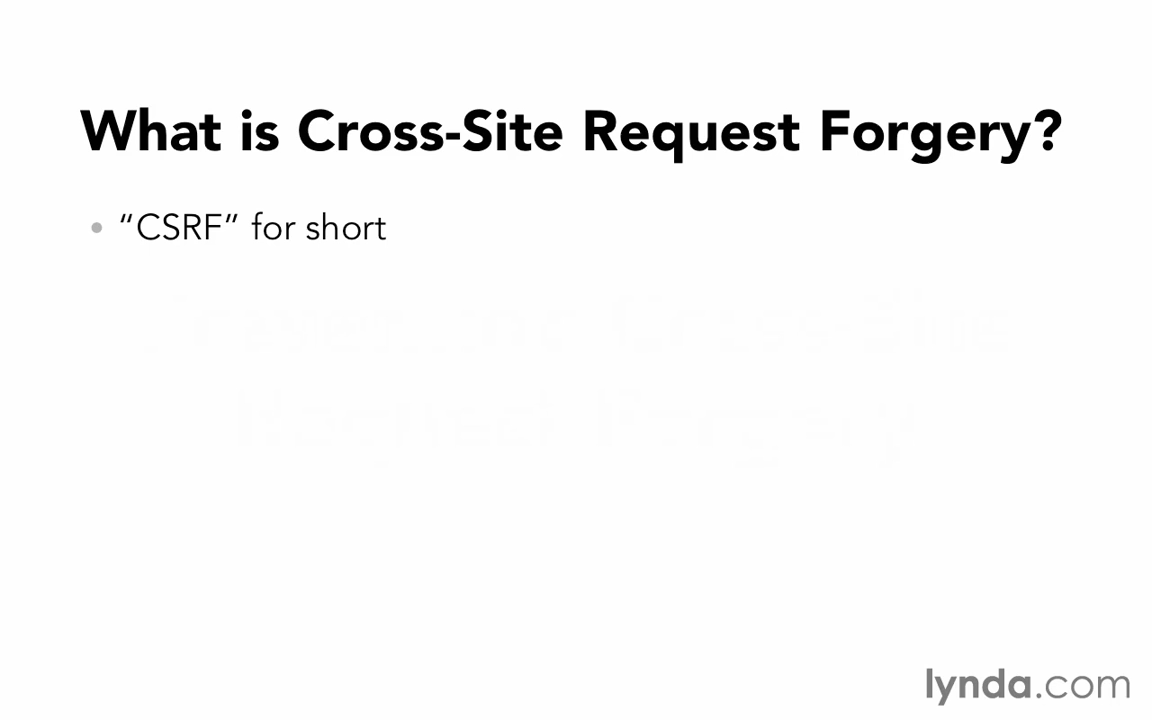 What is Cross-Site Request Forgery?
• “CSRF” for short
lynda.com